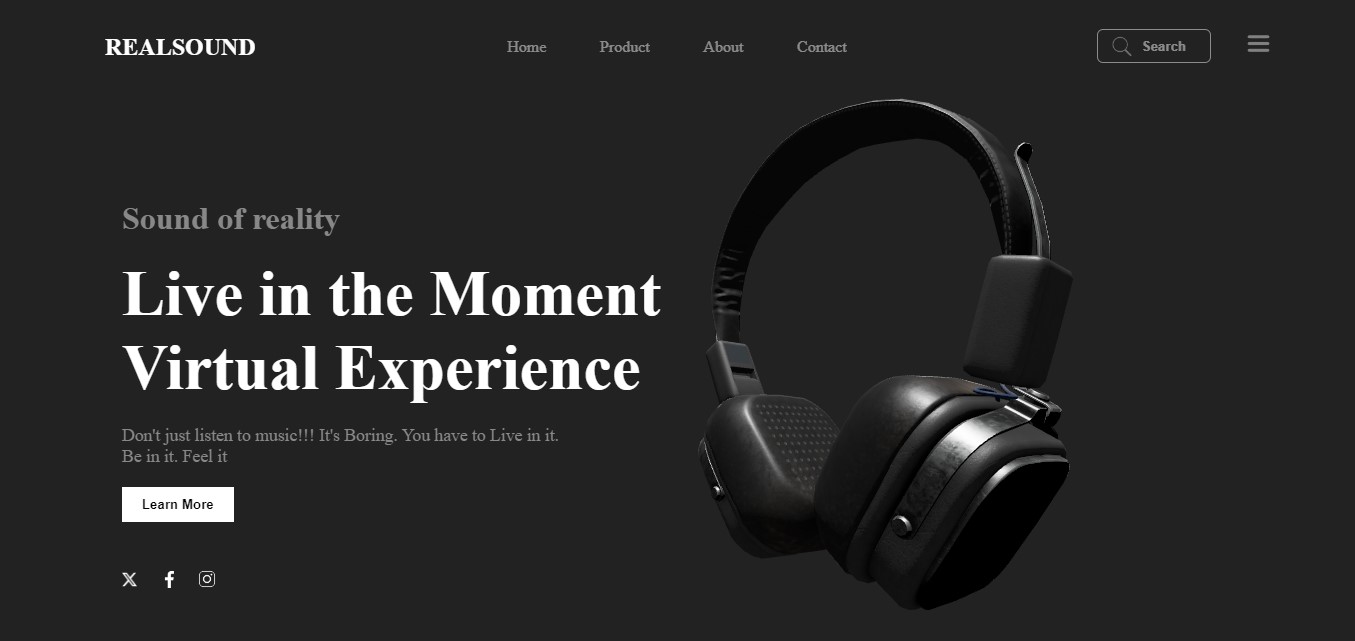 REALSOUND
Home Product About Contact
Search
Sound of reality
Live in the Moment
Virtual Experience
Don't just listen to music!!! It's Boring. You have to Live in it.
Be in it. Feel it
Learn More